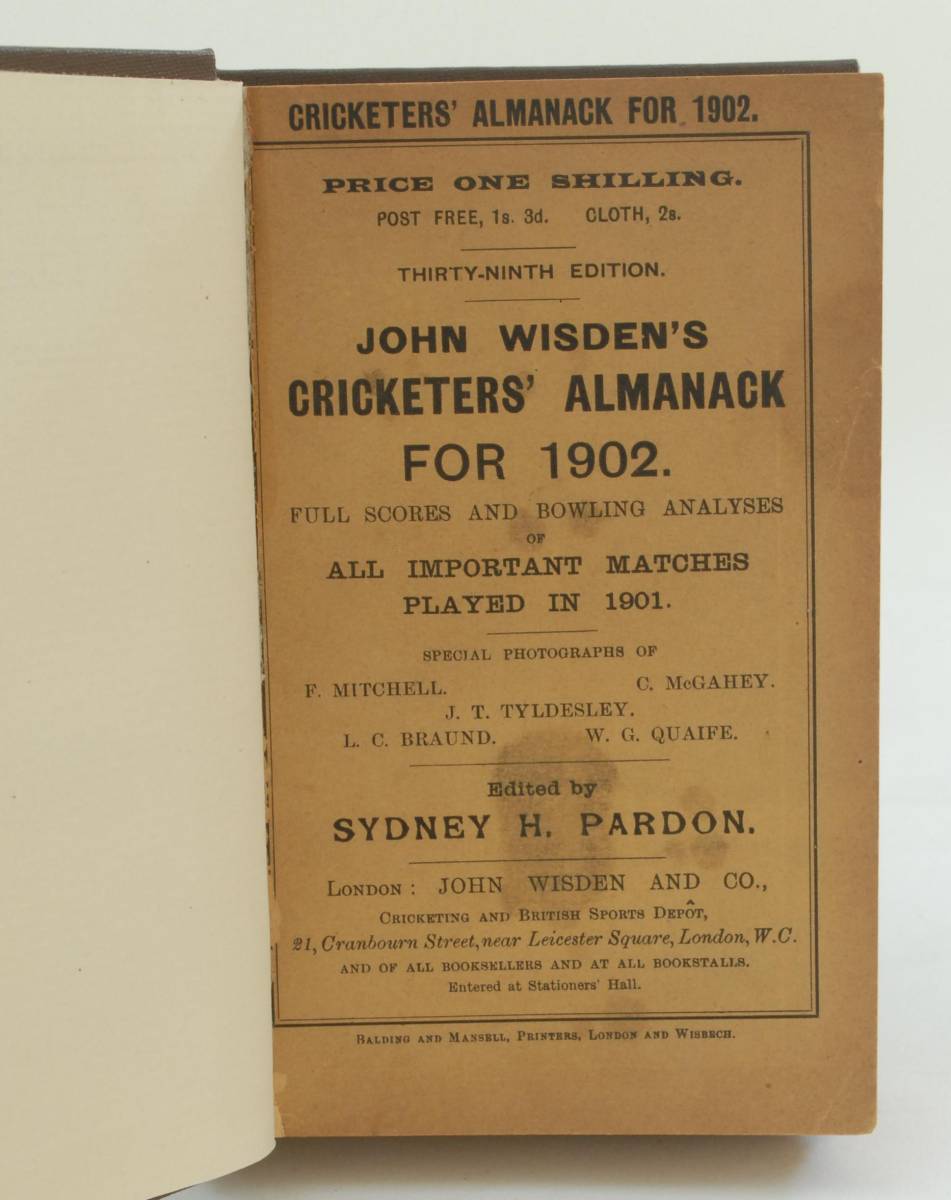 CRICKETERS' ALMANACK FOR 1902.
PRICE ONE SHILLING.
POST FREE, 1s. 3d. CLOTH, 2s.
THIRTY-NINTH EDITION.
JOHN WISDEN'S
CRICKETERS' ALMANACK
FOR 1902.
FULL SCORES AND BOWLING ANALYSES
OF
ALL IMPORTANT MATCHES
PLAYED IN 1901.
SPECIAL PHOTOGRAPHS OF
F. MITCHELL. C. McGAHEY.
J. T. TYLDESLEY.
L. C. BRAUND. W. G. QUAIFE.
Edited by
SYDNEY H. PARDON.
LONDON: JOHN WISDEN AND CO.,
CRICKETING AND BRITISH SPORTS DEPÔT,
21, Cranbourn Street, near Leicester Square, London, W.C.
AND OF ALL BOOKSELLERS AND AT ALL BOOKSTALLS.
Entered at Stationers' Hall.
BALDING AND MANSELL, PRINTERS, LONDON AND WISBECH.